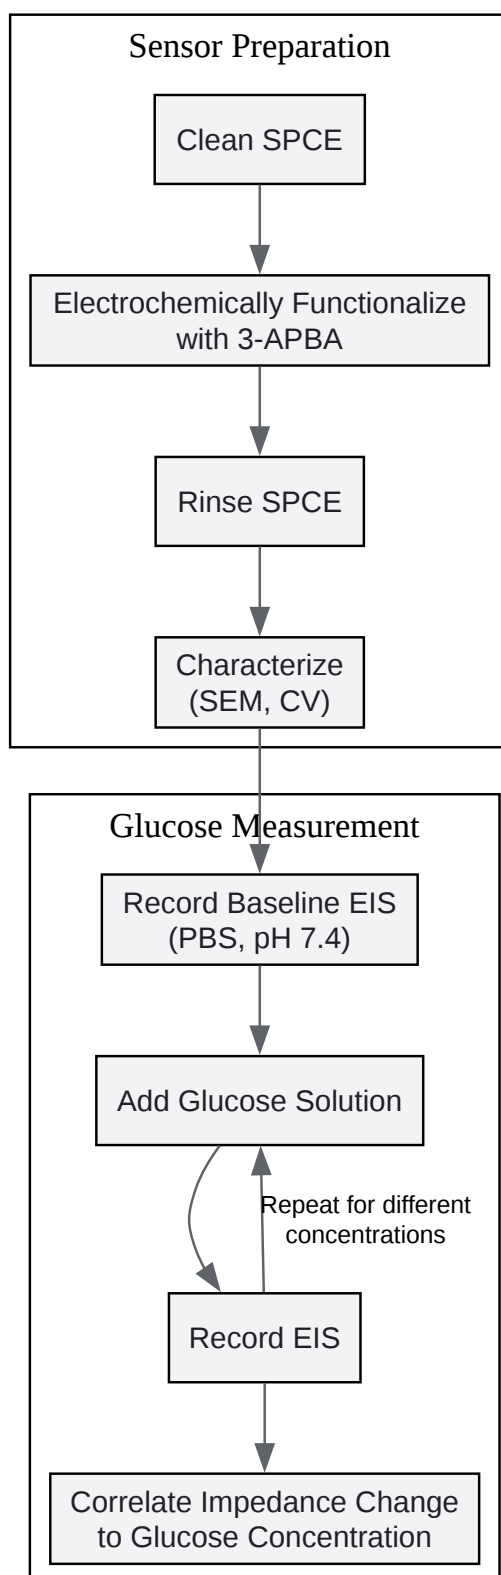 Sensor Preparation
Clean SPCE
Electrochemically Functionalize
with 3-APBA
Rinse SPCE
Characterize
(SEM, CV)
Glucose Measurement
Record Baseline EIS
(PBS, pH 7.4)
Add Glucose Solution
Repeat for different
concentrations
Record EIS
Correlate Impedance Change
to Glucose Concentration